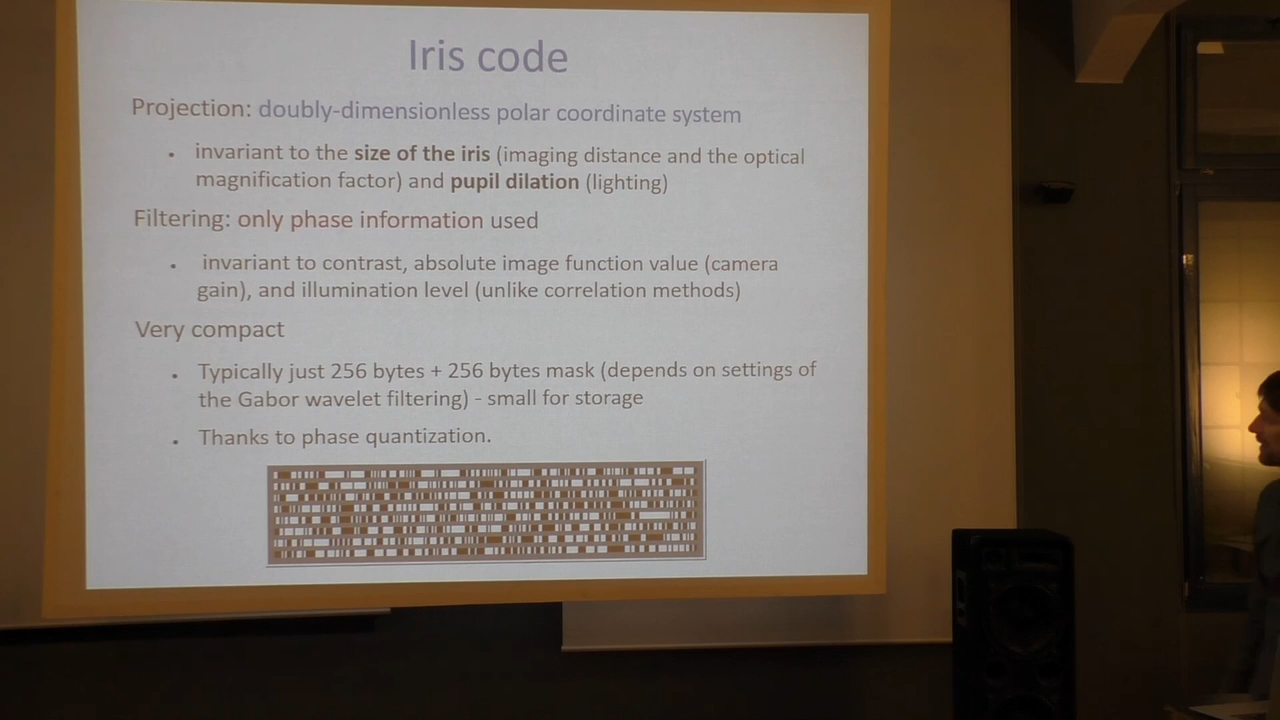 Iris code
Projection: doubly-dimensionless polar coordinate system
• invariant to the size of the iris (imaging distance and the optical
magnification factor) and pupil dilation (lighting)
Filtering: only phase information used
• invariant to contrast, absolute image function value (camera
gain), and illumination level (unlike correlation methods)
Very compact
• Typically just 256 bytes + 256 bytes mask (depends on settings of
the Gabor wavelet filtering) - small for storage
• Thanks to phase quantization.